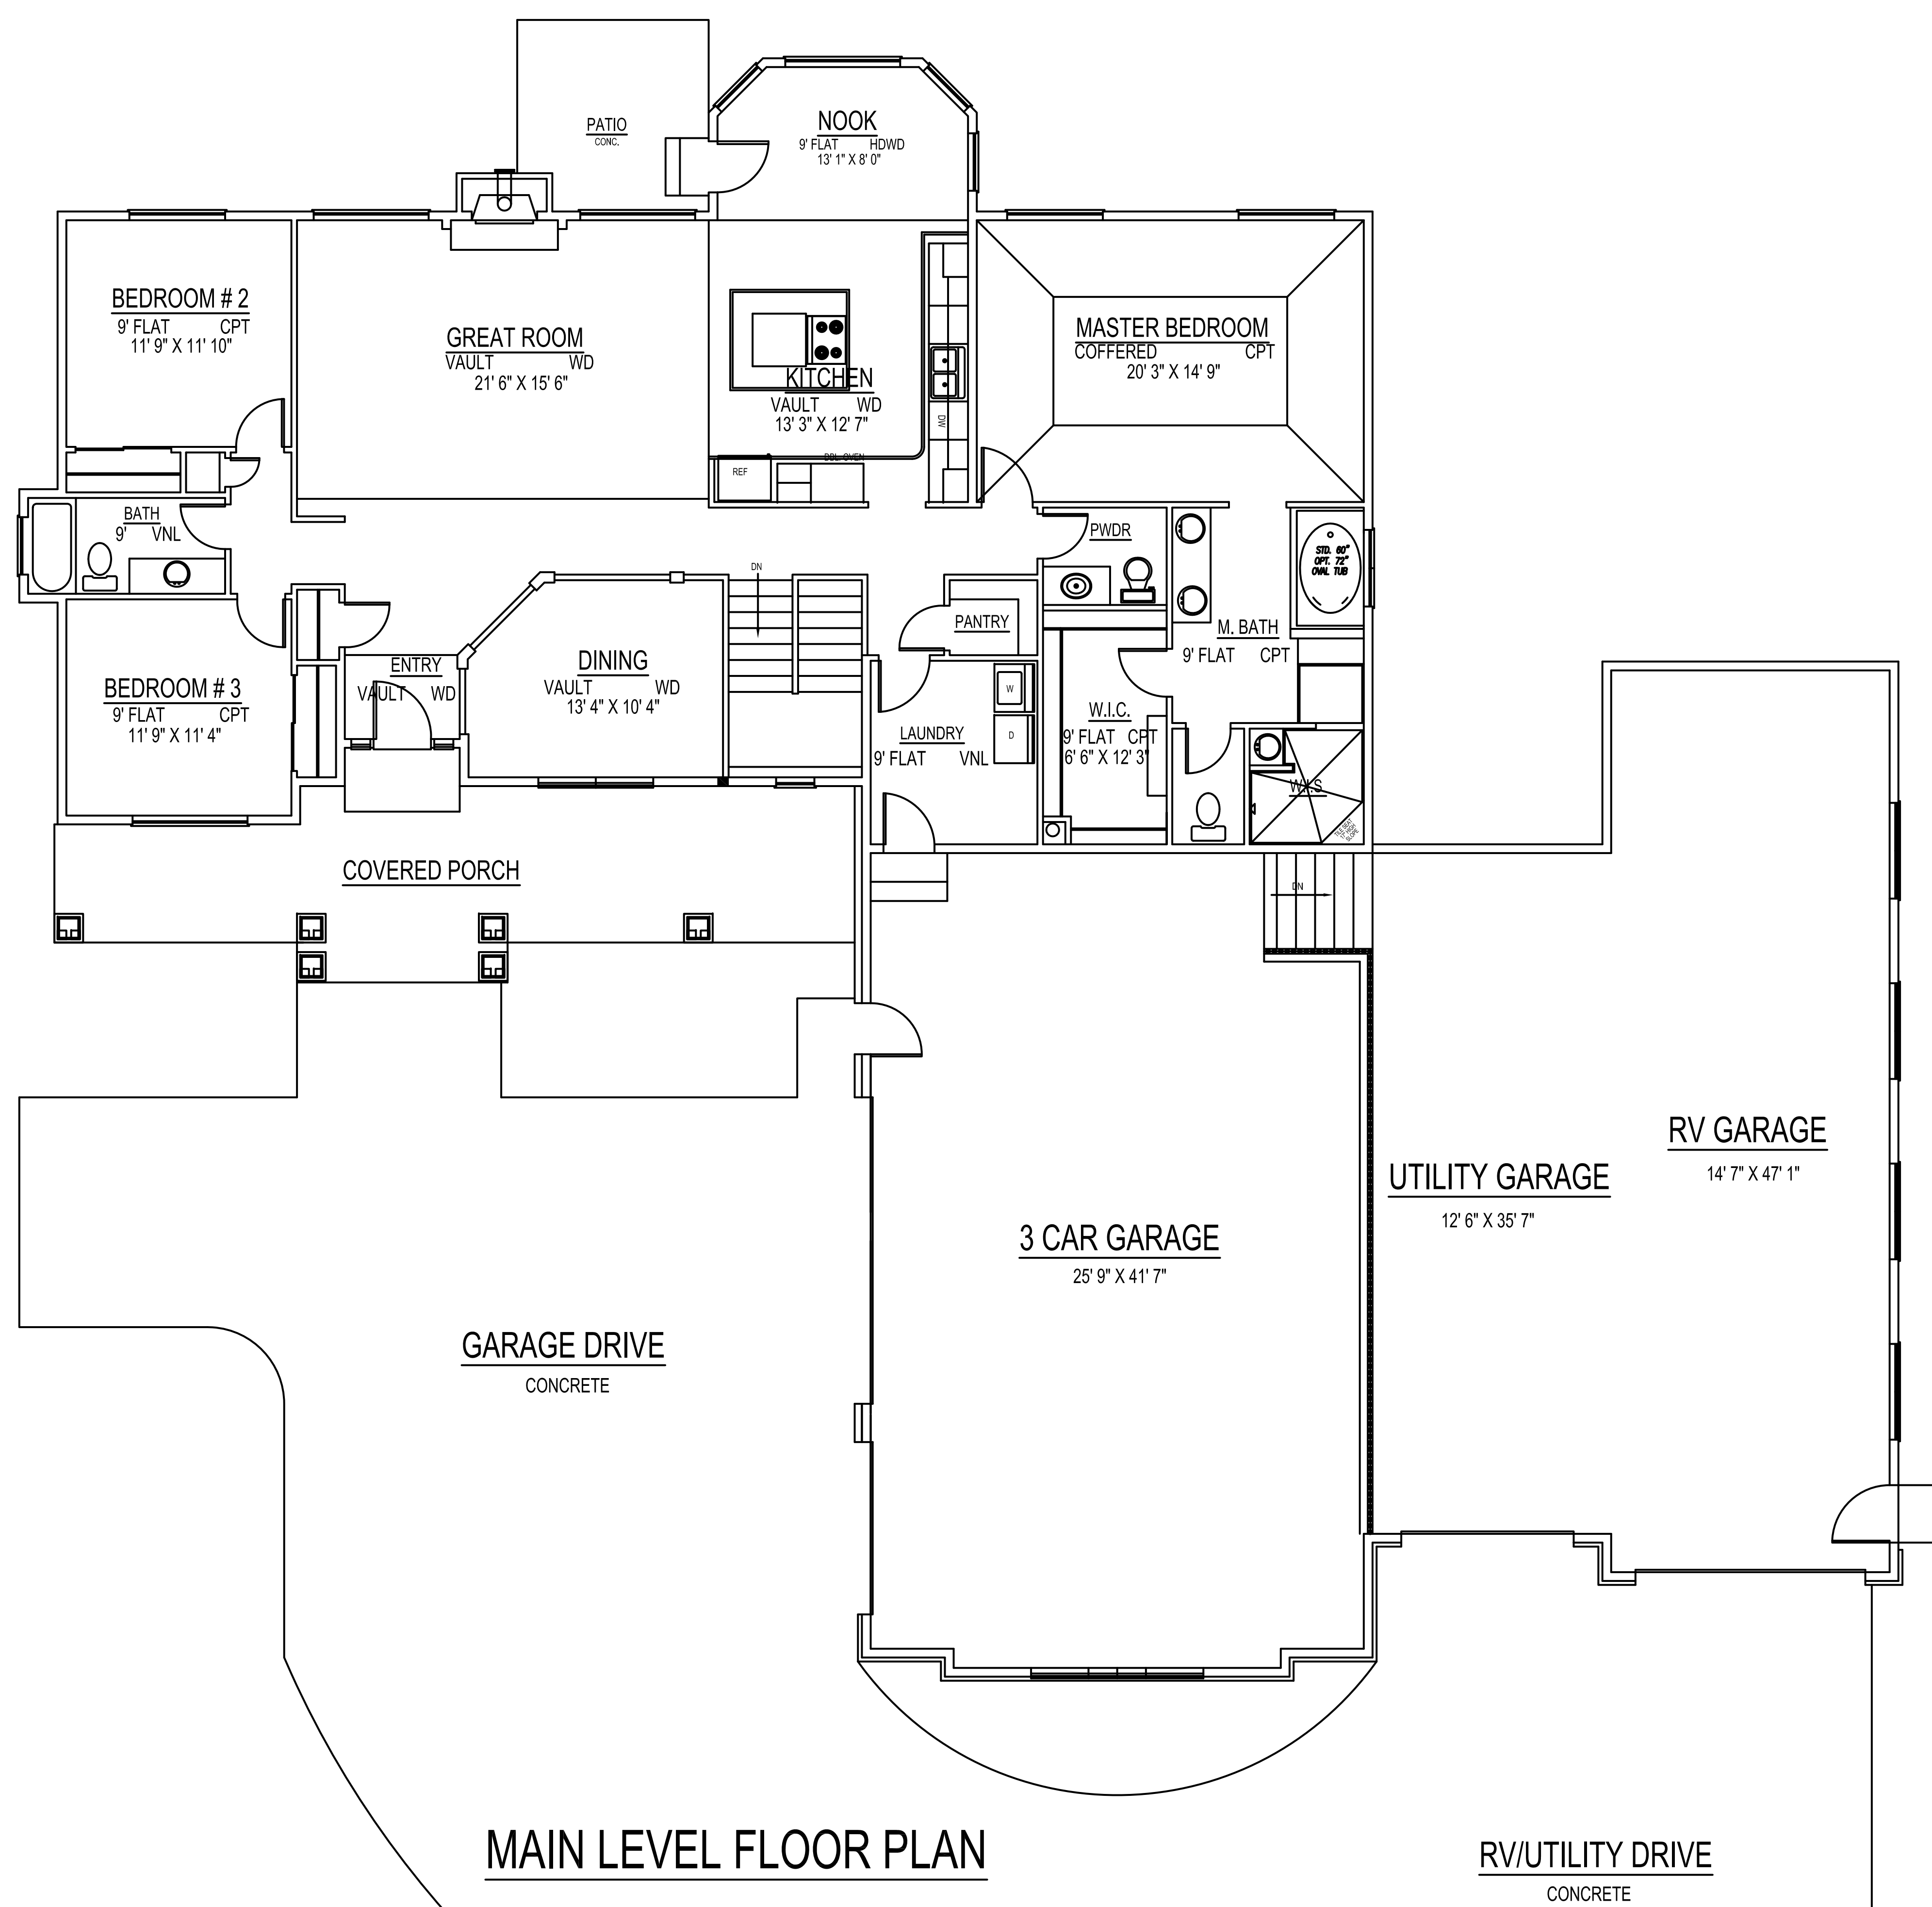 PATIO
CONC.
NOOK
9' FLAT HDWD
13' 1" X 8' 0"
BEDROOM # 2
9' FLAT CPT
11' 9" X 11' 10"
GREAT ROOM
VAULT WD
21' 6" X 15' 6"
KITCHEN
VAULT WD
13' 3" X 12' 7"
DW
REF
DBL. OVEN
MASTER BEDROOM
COFFERED CPT
20' 3" X 14' 9"
BATH
9' VNL
PWDR
STD. 60"
OPT. 72"
OVAL TUB
DN
PANTRY
M. BATH
9' FLAT CPT
ENTRY
VAULT WD
DINING
VAULT WD
13' 4" X 10' 4"
BEDROOM # 3
9' FLAT CPT
11' 9" X 11' 4"
W
D
LAUNDRY
9' FLAT VNL
W.I.C.
9' FLAT CPT
6' 6" X 12' 3"
W.I.S
TILE SEAT
17" HIGH
SLOPE
COVERED PORCH
DN
RV GARAGE
14' 7" X 47' 1"
UTILITY GARAGE
12' 6" X 35' 7"
3 CAR GARAGE
25' 9" X 41' 7"
GARAGE DRIVE
CONCRETE
MAIN LEVEL FLOOR PLAN
RV/UTILITY DRIVE
CONCRETE